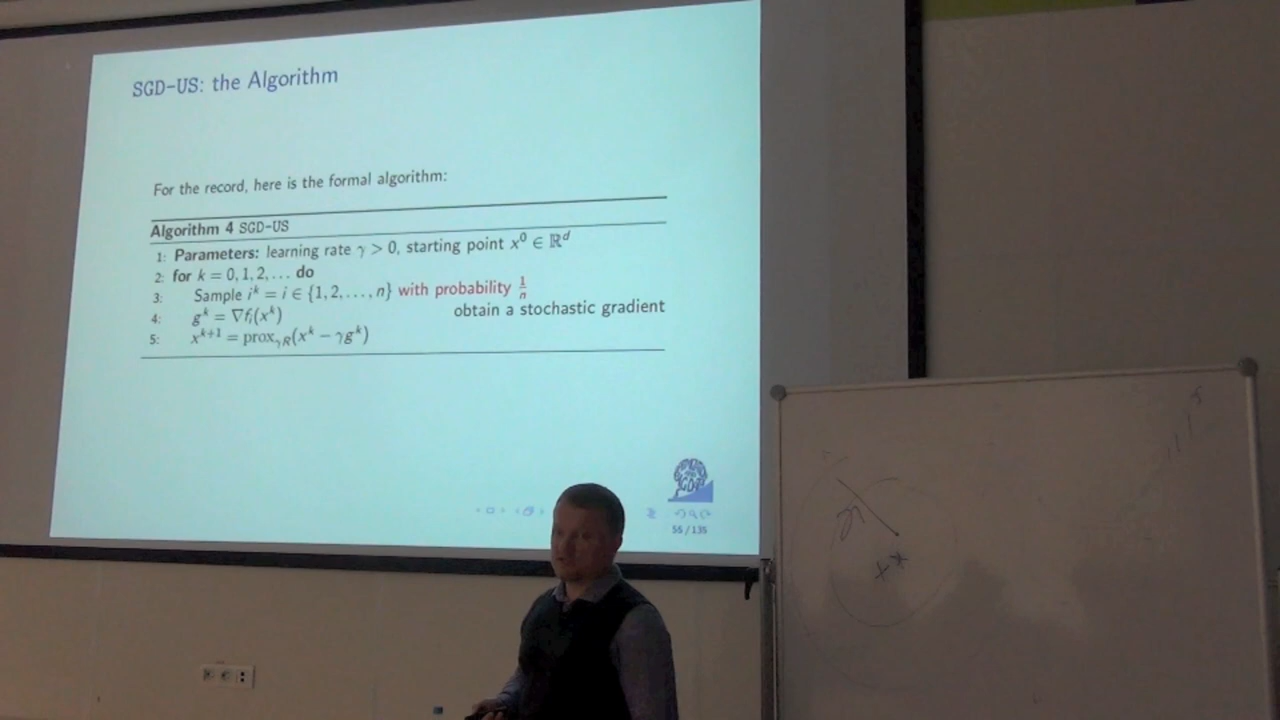 SGD-US: the Algorithm
For the record, here is the formal algorithm:
Algorithm 4 SGD-US
1: Parameters: learning rate γ > 0, starting point x⁰ ∈ ℝᵈ
2: for k = 0, 1, 2, … do
3: Sample iᵏ = i ∈ {1, 2, …, n} with probability 1/n
4: gᵏ = ∇fᵢ(xᵏ) obtain a stochastic gradient
5: xᵏ⁺¹ = prox_γR(xᵏ − γgᵏ)
55 / 135